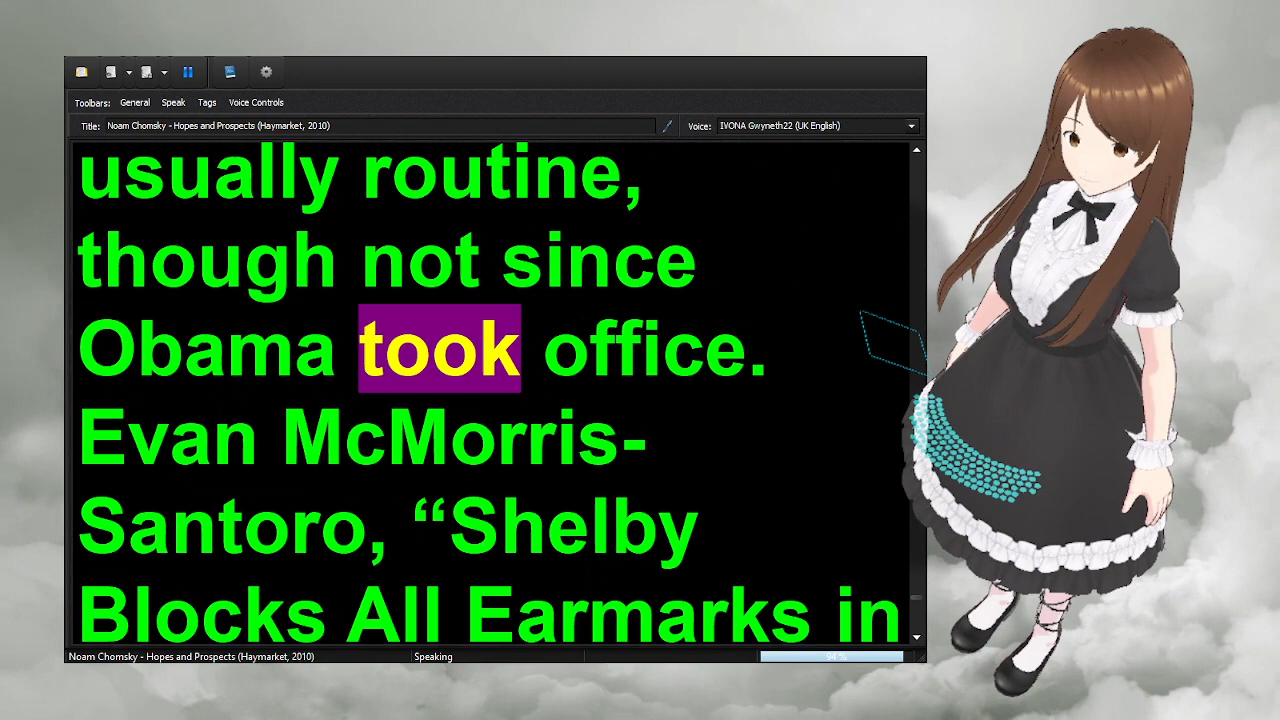 Toolbars: General Speak Tags Voice Controls
Title: Noam Chomsky - Hopes and Prospects (Haymarket, 2010) Voice: IVONA Gwyneth22 (UK English)
usually routine,
though not since
Obama took office.
Evan McMorris-
Santoro, “Shelby
Blocks All Earmarks in
Noam Chomsky - Hopes and Prospects (Haymarket, 2010) Speaking 94 %